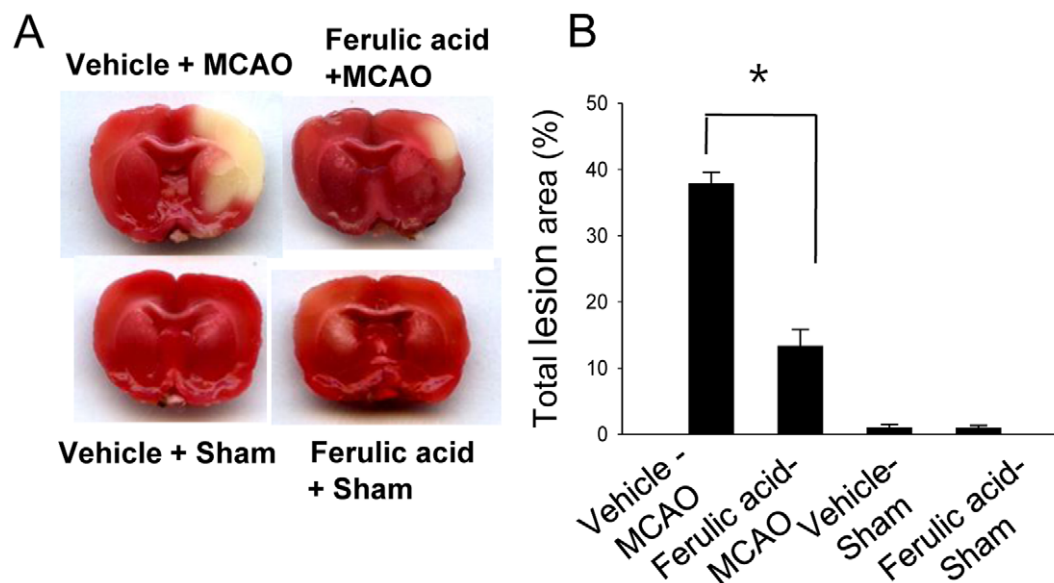 A
Vehicle + MCAO
Ferulic acid
+MCAO
Vehicle + Sham
Ferulic acid
+ Sham
B
*
Total lesion area (%)
50
40
30
20
10
0
Vehicle -
MCAO
Ferulic acid-
MCAO
Vehicle-
Sham
Ferulic acid-
Sham